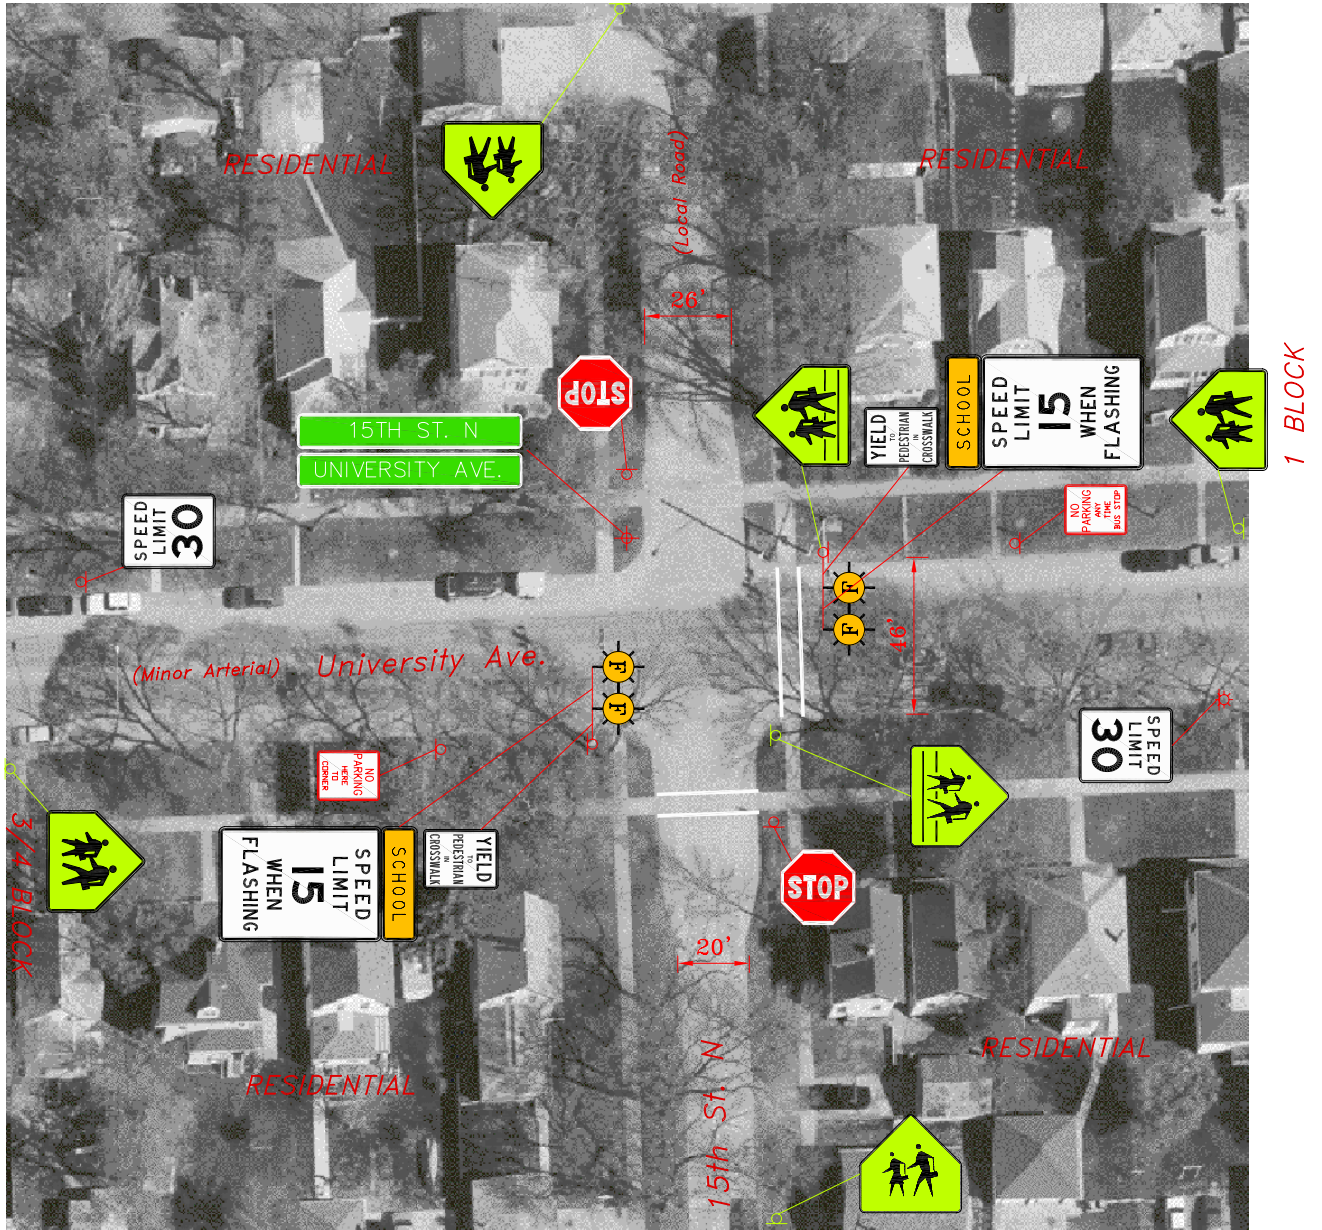 RESIDENTIAL
(Local Road)
RESIDENTIAL
26'
STOP
15TH ST. N
UNIVERSITY AVE.
SPEED
LIMIT
30
YIELD
TO
PEDESTRIAN
IN
CROSSWALK
SCHOOL
SPEED
LIMIT
15
WHEN
FLASHING
1 BLOCK
NO
PARKING
ANY
TIME
BUS STOP
F
F
46'
(Minor Arterial)
University Ave.
F
F
NO
PARKING
HERE
TO
CORNER
SPEED
LIMIT
30
3/4 BLOCK
SPEED
LIMIT
15
WHEN
FLASHING
SCHOOL
YIELD
TO
PEDESTRIAN
IN
CROSSWALK
STOP
20'
15th St. N
RESIDENTIAL
RESIDENTIAL